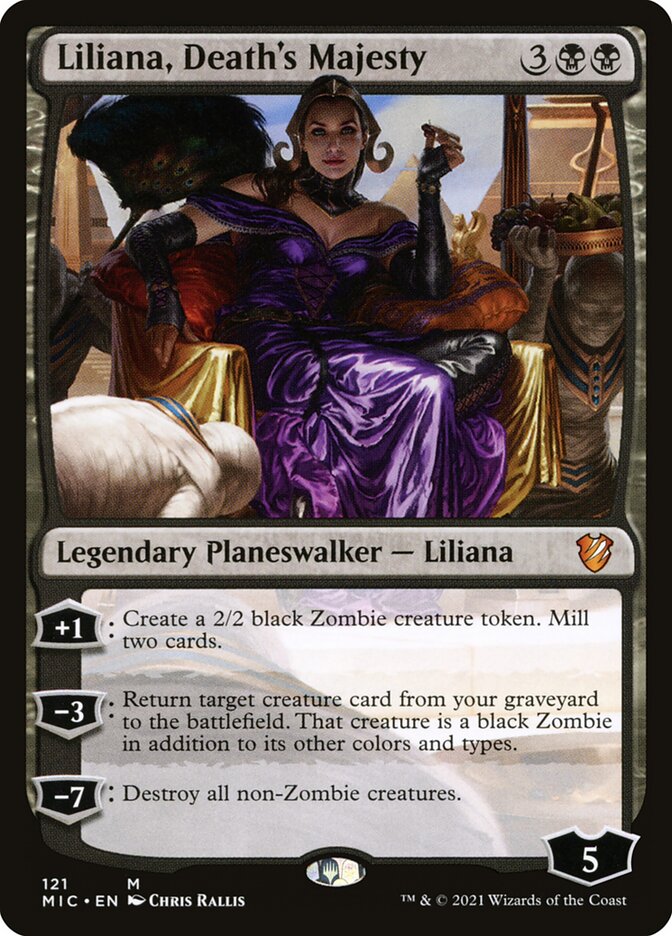 Liliana, Death's Majesty 3
Legendary Planeswalker — Liliana
+1: Create a 2/2 black Zombie creature token. Mill
two cards.
−3: Return target creature card from your graveyard
to the battlefield. That creature is a black Zombie
in addition to its other colors and types.
−7: Destroy all non-Zombie creatures.
5
121 M
MIC • EN Chris Rallis
™ & © 2021 Wizards of the Coast